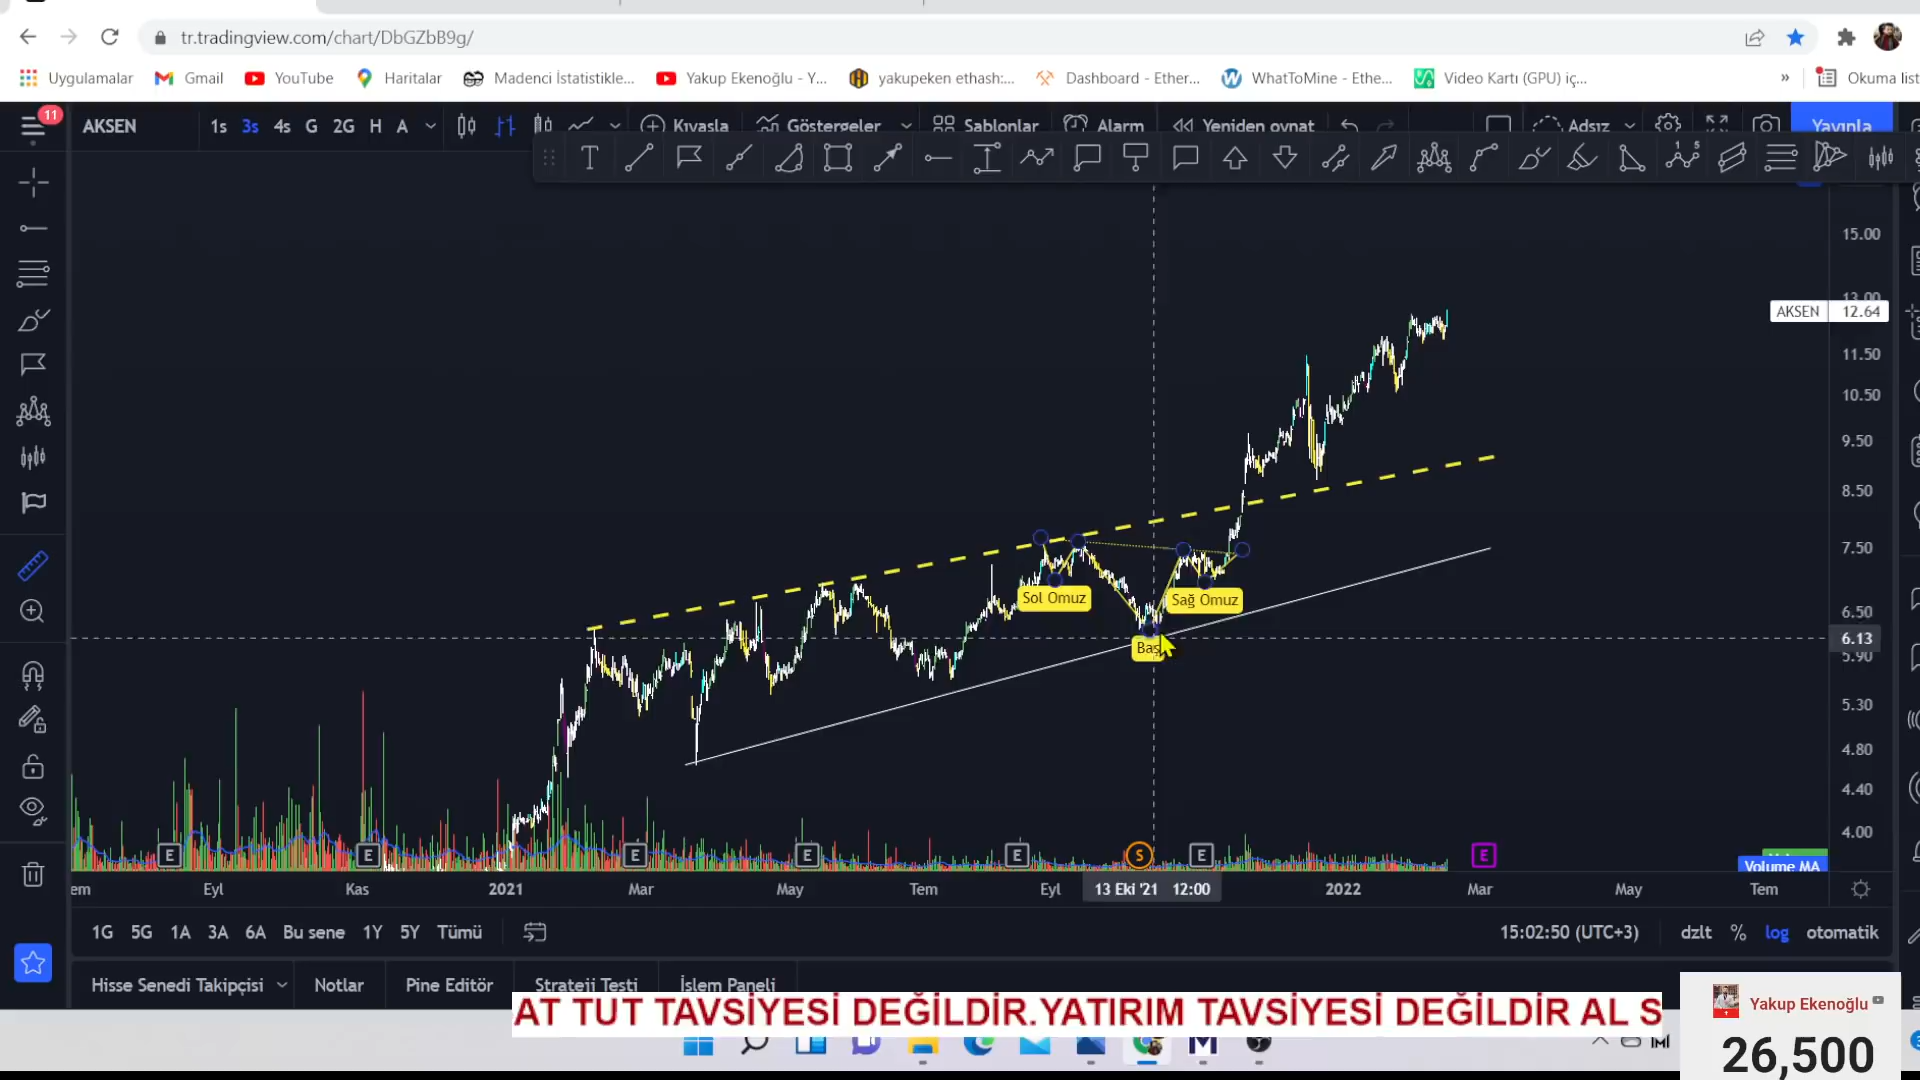 tr.tradingview.com/chart/DbGZbB9g/
Uygulamalar Gmail YouTube Haritalar Madenci İstatistikle... Yakup Ekenoğlu - Y... yakupeken ethash:... Dashboard - Ether... WhatToMine - Ethe... Video Kartı (GPU) iç... » Okuma list
11 AKSEN 1s 3s 4s G 2G H A Kıyasla Göstergeler Şablonlar Alarm Yeniden oynat Adsız Yayınla
15.00
13.00
AKSEN 12.64
11.50
10.50
9.50
8.50
7.50
Sol Omuz Sağ Omuz
6.50
6.13
Baş
5.90
5.30
4.80
4.40
4.00
E E E E E S E E
Volume MA
Eyl Kas 2021 Mar May Tem Eyl 13 Eki '21 12:00 2022 Mar May Tem
1G 5G 1A 3A 6A Bu sene 1Y 5Y Tümü 15:02:50 (UTC+3) dzlt % log otomatik
Hisse Senedi Takipçisi Notlar Pine Editör Strateji Testi İşlem Paneli
AT TUT TAVSİYESİ DEĞİLDİR.YATIRIM TAVSİYESİ DEĞİLDİR AL S
Yakup Ekenoğlu
26,500